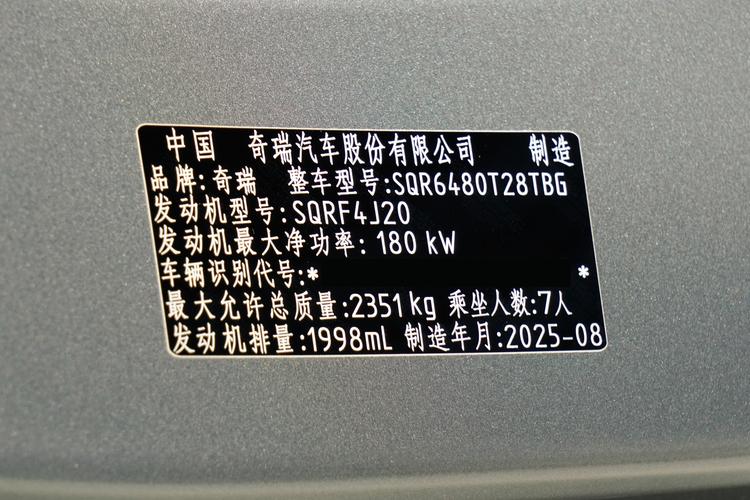 中国 奇瑞汽车股份有限公司 制造
品牌:奇瑞 整车型号:SQR6480T28TBG
发动机型号:SQRF4J20
发动机最大净功率:180 kW
车辆识别代号:* *
最大允许总质量:2351kg 乘坐人数:7人
发动机排量:1998mL 制造年月:2025-08